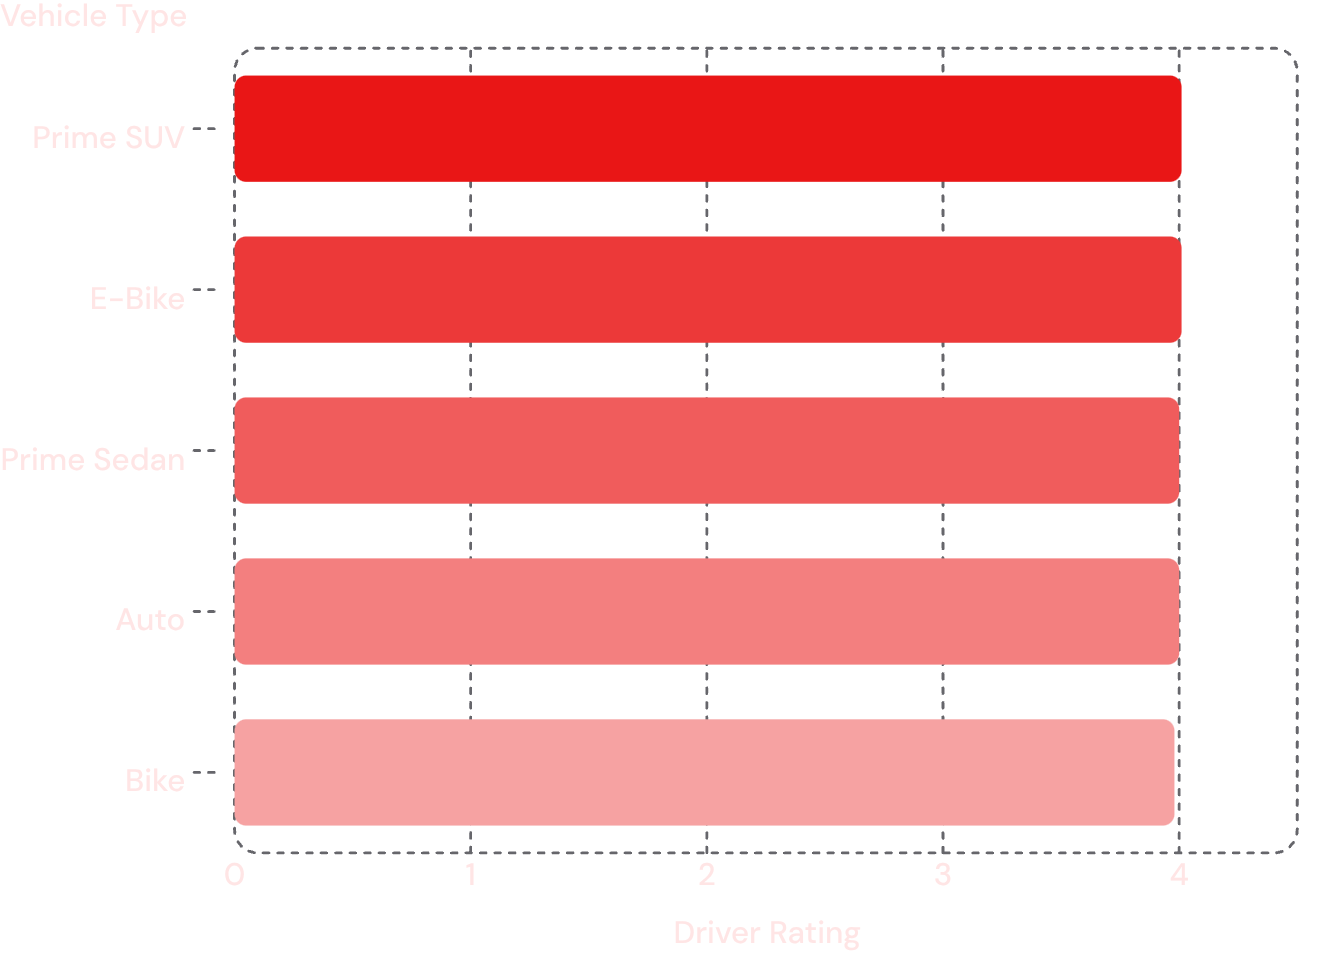 Vehicle Type
Prime SUV
E-Bike
Prime Sedan
Auto
Bike
0 1 2 3 4
Driver Rating